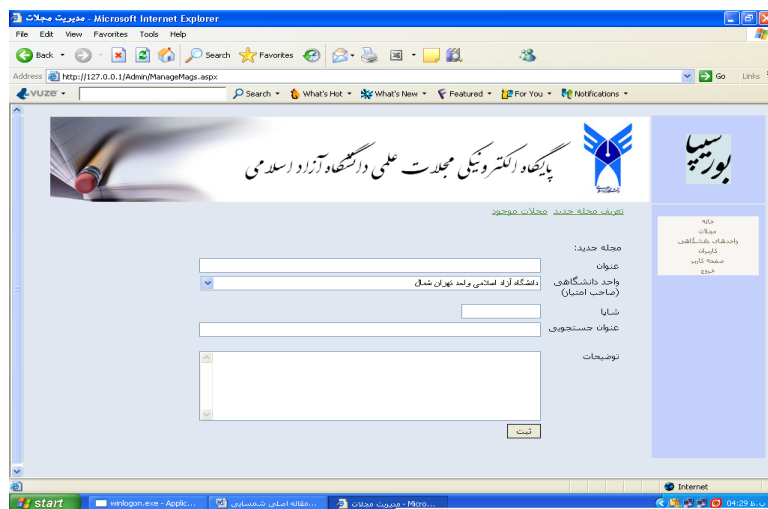 مدیریت مجلات - Microsoft Internet Explorer
File Edit View Favorites Tools Help
Back Search Favorites
Address http://127.0.0.1/Admin/ManageMags.aspx Go Links
VUZE Search What's Hot What's New Featured For You Notifications
پایگاه الکترونیکی مجلات علمی دانشگاه آزاد اسلامی
سیپا
بورسیپا
تعریف مجله جدید مجلات موجود
خانه
مجلات
واحدهای دانشگاهی
کاربران
صفحه کاربر
خروج
مجله جدید:
عنوان
واحد دانشگاهی
(صاحب امتیاز)
دانشگاه آزاد اسلامی واحد تهران شمال
شاپا
عنوان جستجویی
توضیحات
ثبت
Internet
start winlogon.exe - Applic... مقاله اصلی شمسایی... مدیریت مجلات - Micro... 04:29 ب.ظ